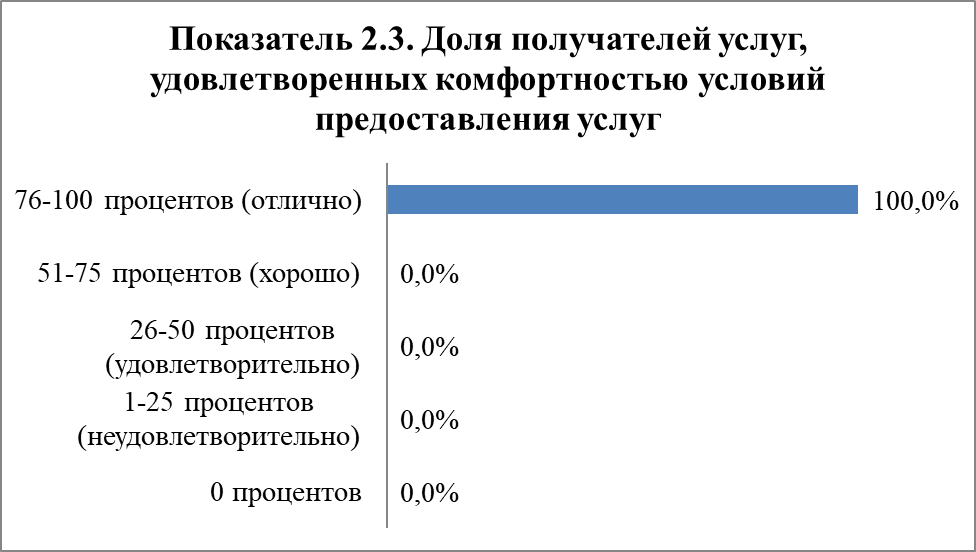 Показатель 2.3. Доля получателей услуг,
удовлетворенных комфортностью условий
предоставления услуг
76-100 процентов (отлично)
100,0%
51-75 процентов (хорошо)
0,0%
26-50 процентов
(удовлетворительно)
0,0%
1-25 процентов
(неудовлетворительно)
0,0%
0 процентов
0,0%